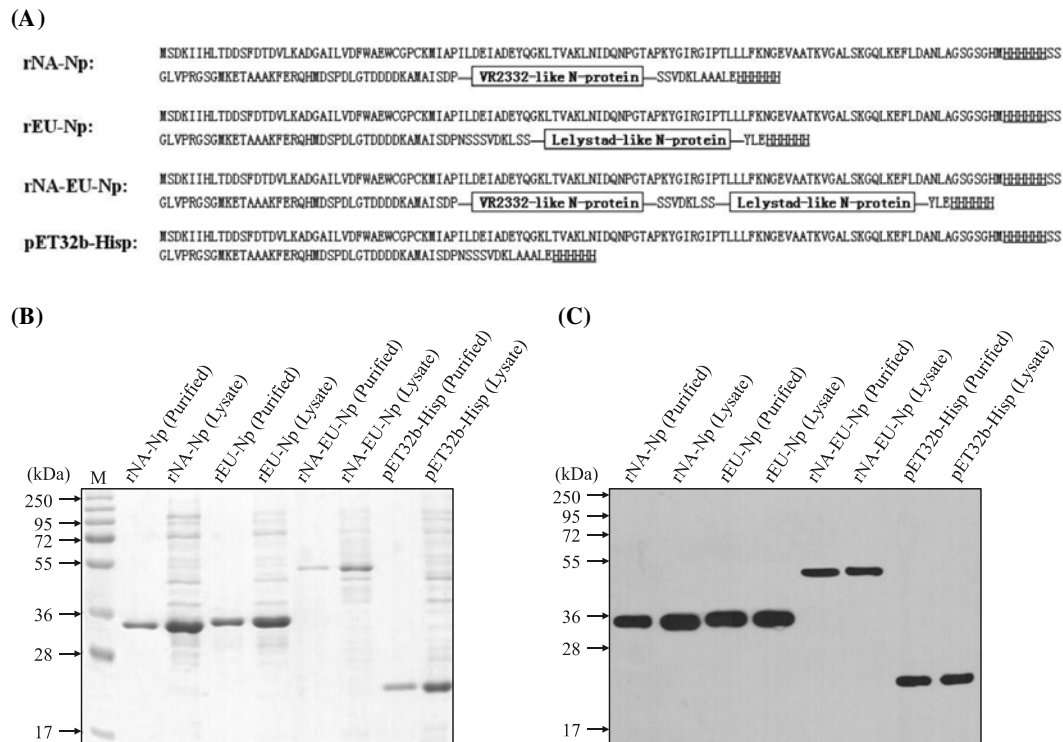 (A)
rNA-Np:
MSDKIIHLTDDSFDTDVLKADGAILVDFWAEWCGPCKMIAPILDEIADEYQGKLTVAKLNIDQNPGTAPKYGIRGIPTLLLFKNGEVAATKVGALSKGQLKEFLDANLAGSGSGHMHHHHHHSS
GLVPRGSGMKETAAAKFERQHMDSPDLGTDDDDKAMAISDP—VR2332-like N-protein—SSVDKLAAALEHHHHHH
rEU-Np:
MSDKIIHLTDDSFDTDVLKADGAILVDFWAEWCGPCKMIAPILDEIADEYQGKLTVAKLNIDQNPGTAPKYGIRGIPTLLLFKNGEVAATKVGALSKGQLKEFLDANLAGSGSGHMHHHHHHSS
GLVPRGSGMKETAAAKFERQHMDSPDLGTDDDDKAMAISDPNSSSVDKLSS—Lelystad-like N-protein—YLEHHHHHH
rNA-EU-Np:
MSDKIIHLTDDSFDTDVLKADGAILVDFWAEWCGPCKMIAPILDEIADEYQGKLTVAKLNIDQNPGTAPKYGIRGIPTLLLFKNGEVAATKVGALSKGQLKEFLDANLAGSGSGHMHHHHHHSS
GLVPRGSGMKETAAAKFERQHMDSPDLGTDDDDKAMAISDP—VR2332-like N-protein—SSVDKLSS—Lelystad-like N-protein—YLEHHHHHH
pET32b-Hisp:
MSDKIIHLTDDSFDTDVLKADGAILVDFWAEWCGPCKMIAPILDEIADEYQGKLTVAKLNIDQNPGTAPKYGIRGIPTLLLFKNGEVAATKVGALSKGQLKEFLDANLAGSGSGHMHHHHHHSS
GLVPRGSGMKETAAAKFERQHMDSPDLGTDDDDKAMAISDPNSSSVDKLAAALEHHHHHH
(B)
(kDa)
M
rNA-Np (Purified)
rNA-Np (Lysate)
rEU-Np (Purified)
rEU-Np (Lysate)
rNA-EU-Np (Purified)
rNA-EU-Np (Lysate)
pET32b-Hisp (Purified)
pET32b-Hisp (Lysate)
250
95
72
55
36
28
17
(C)
(kDa)
rNA-Np (Purified)
rNA-Np (Lysate)
rEU-Np (Purified)
rEU-Np (Lysate)
rNA-EU-Np (Purified)
rNA-EU-Np (Lysate)
pET32b-Hisp (Purified)
pET32b-Hisp (Lysate)
250
95
72
55
36
28
17